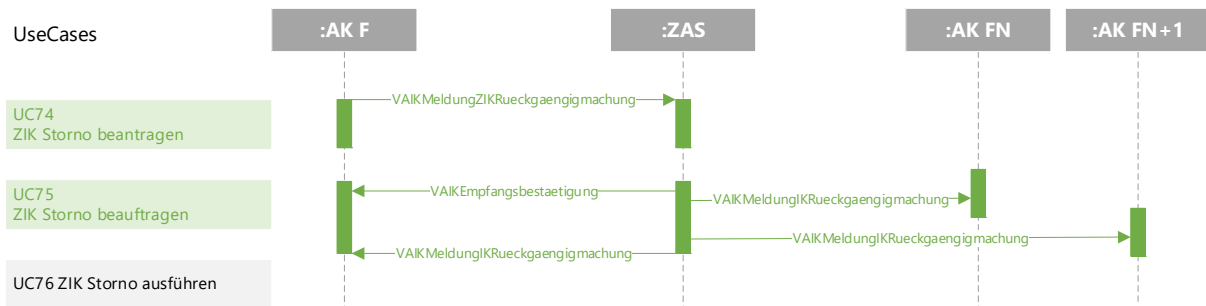 UseCases
:AK F
:ZAS
:AK FN
:AK FN+1
VAIKMeldungZIKRueckgaengigmachung
UC74
ZIK Storno beantragen
VAIKEmpfangsbestaetigung
VAIKMeldungIKRueckgaengigmachung
UC75
ZIK Storno beauftragen
VAIKMeldungIKRueckgaengigmachung
VAIKMeldungIKRueckgaengigmachung
UC76 ZIK Storno ausführen